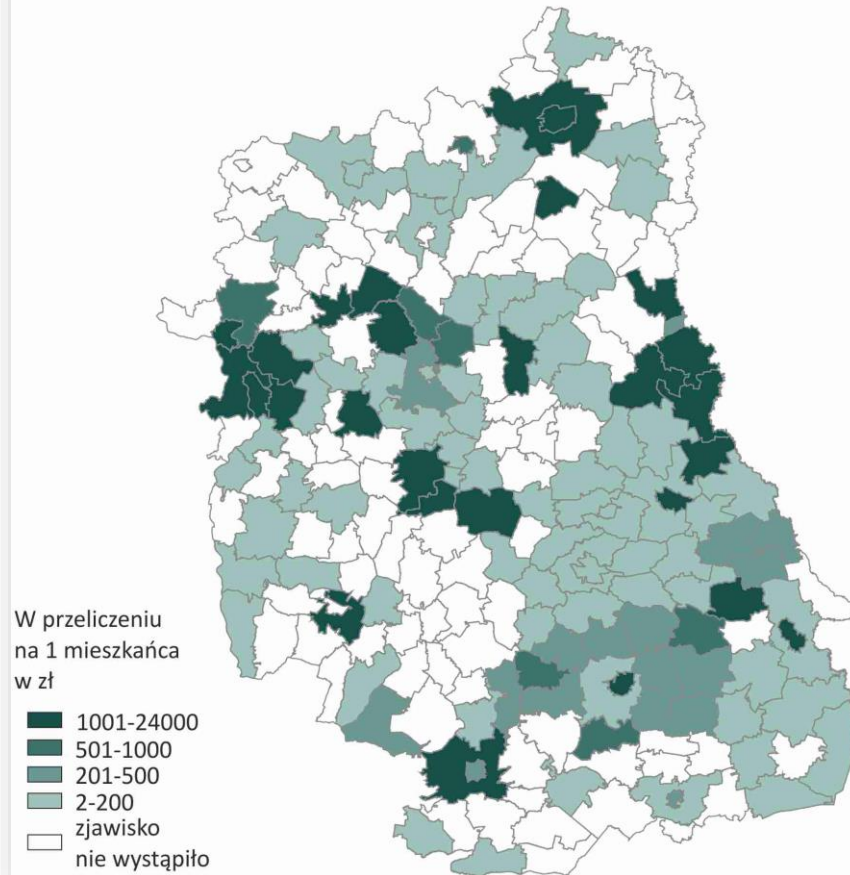 W przeliczeniu
na 1 mieszkańca
w zł
1001-24000
501-1000
201-500
2-200
zjawisko
nie wystąpiło